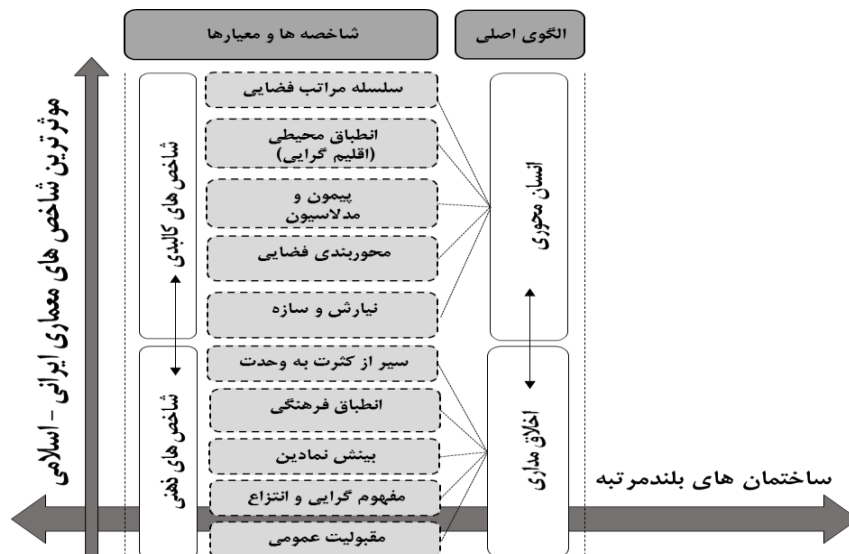 الگوی اصلی
شاخصه ها و معیارها
انسان محوری
اخلاق مداری
سلسله مراتب فضایی
انطباق محیطی
(اقلیم گرایی)
پیمون و
مدلاسیون
محوربندی فضایی
نیارش و سازه
سیر از کثرت به وحدت
انطباق فرهنگی
بینش نمادین
مفهوم گرایی و انتزاع
مقبولیت عمومی
شاخص های کالبدی
شاخص های ذهنی
موثرترین شاخص های معماری ایرانی - اسلامی
ساختمان های بلندمرتبه